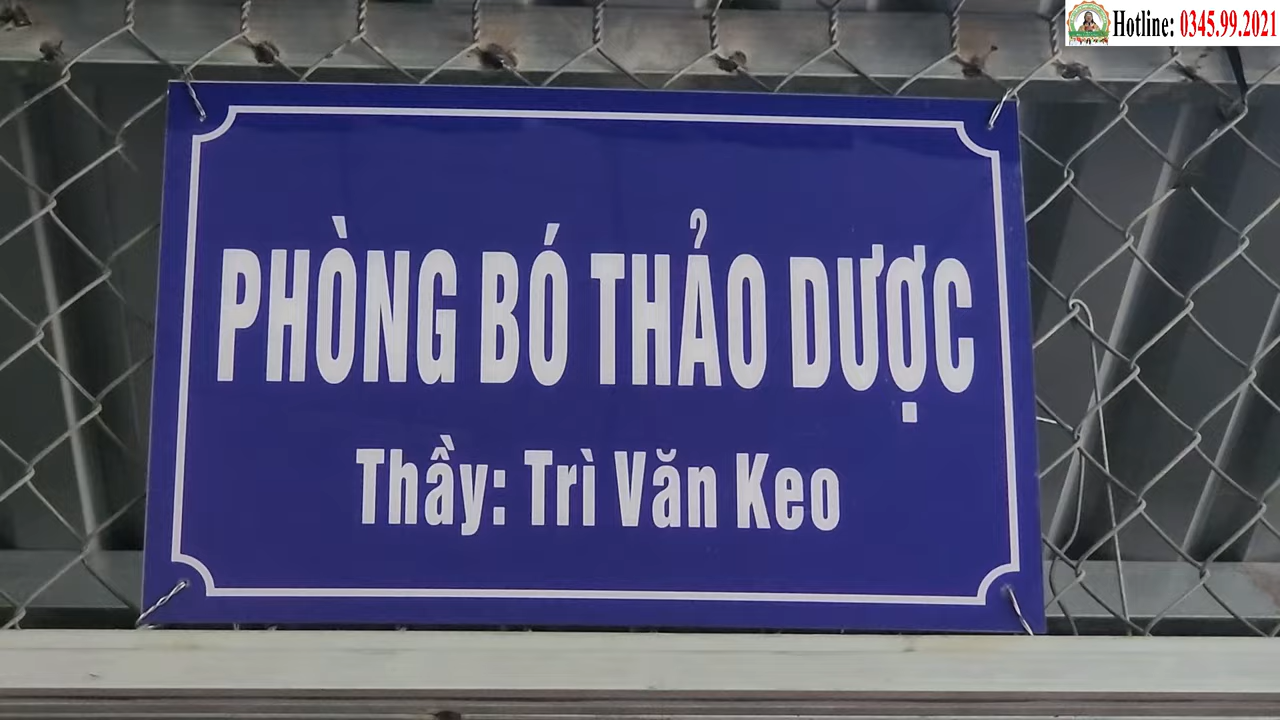 Hotline: 0345.99.2021
PHÒNG BÓ THẢO DƯỢC
Thầy: Trì Văn Keo